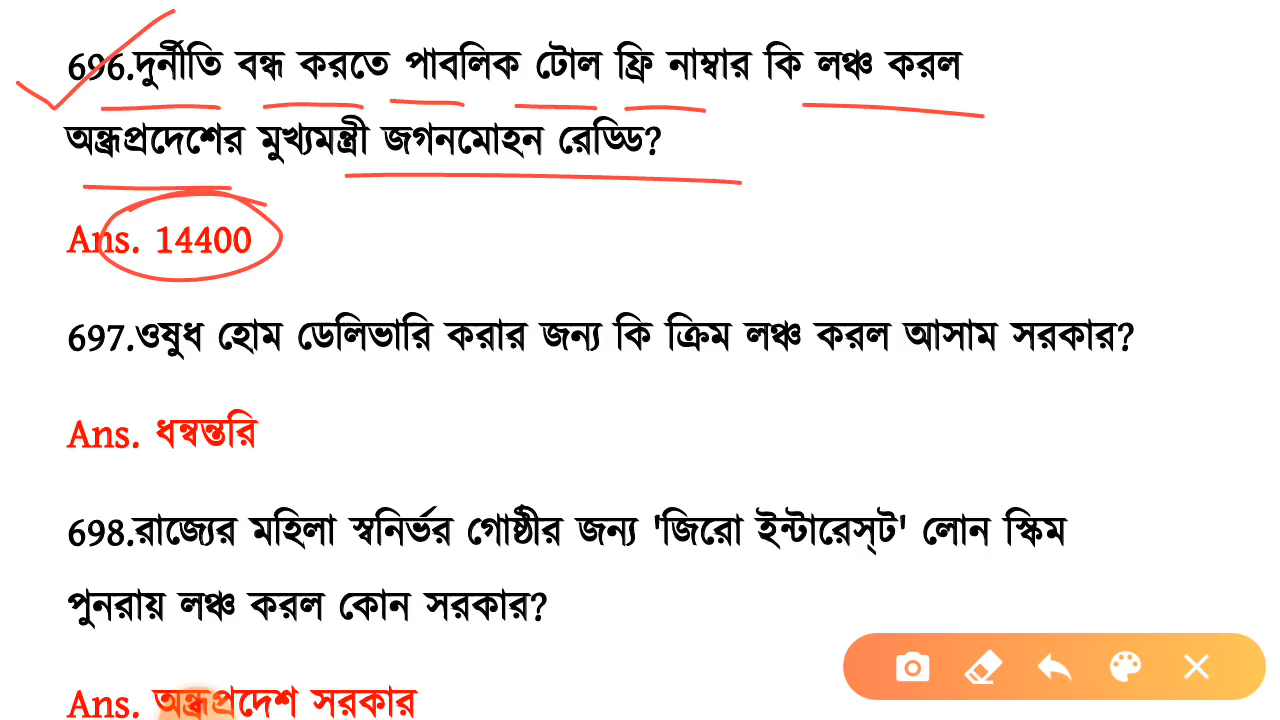 696.দুর্নীতি বন্ধ করতে পাবলিক টোল ফ্রি নাম্বার কি লঞ্চ করল
অন্ধ্রপ্রদেশের মুখ্যমন্ত্রী জগনমোহন রেড্ডি?
Ans. 14400
697.ওষুধ হোম ডেলিভারি করার জন্য কি ক্রিম লঞ্চ করল আসাম সরকার?
Ans. ধন্বন্তরি
698.রাজ্যের মহিলা স্বনির্ভর গোষ্ঠীর জন্য 'জিরো ইন্টারেস্‌ট' লোন স্কিম
পুনরায় লঞ্চ করল কোন সরকার?
Ans. অন্ধ্রপ্রদেশ সরকার